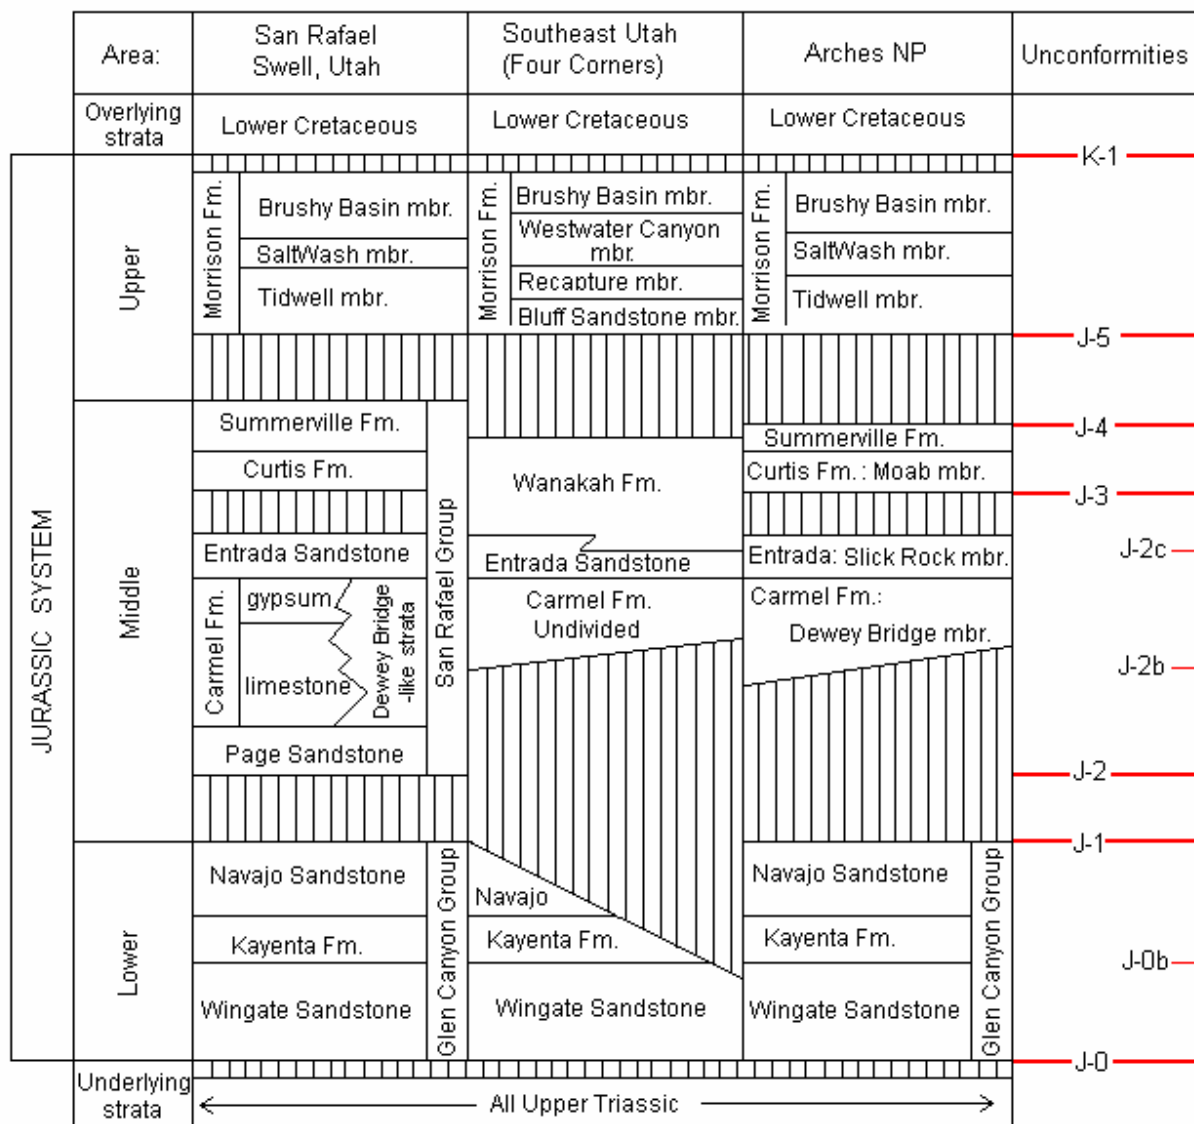 Area:
San Rafael
Swell, Utah
Southeast Utah
(Four Corners)
Arches NP
Unconformities
Overlying
strata
Lower Cretaceous
Lower Cretaceous
Lower Cretaceous
K-1
JURASSIC SYSTEM
Upper
Morrison Fm.
Brushy Basin mbr.
SaltWash mbr.
Tidwell mbr.
Morrison Fm.
Brushy Basin mbr.
Westwater Canyon
mbr.
Recapture mbr.
Bluff Sandstone mbr.
Morrison Fm.
Brushy Basin mbr.
SaltWash mbr.
Tidwell mbr.
J-5
Middle
Summerville Fm.
Curtis Fm.
Entrada Sandstone
Carmel Fm.
gypsum
limestone
Dewey Bridge
-like strata
Page Sandstone
San Rafael Group
Wanakah Fm.
Entrada Sandstone
Carmel Fm.
Undivided
Summerville Fm.
Curtis Fm.: Moab mbr.
Entrada: Slick Rock mbr.
Carmel Fm.:
Dewey Bridge mbr.
J-4
J-3
J-2c
J-2b
J-2
J-1
Lower
Navajo Sandstone
Kayenta Fm.
Wingate Sandstone
Glen Canyon Group
Navajo
Kayenta Fm.
Wingate Sandstone
Navajo Sandstone
Kayenta Fm.
Wingate Sandstone
Glen Canyon Group
J-0b
J-0
Underlying
strata
All Upper Triassic